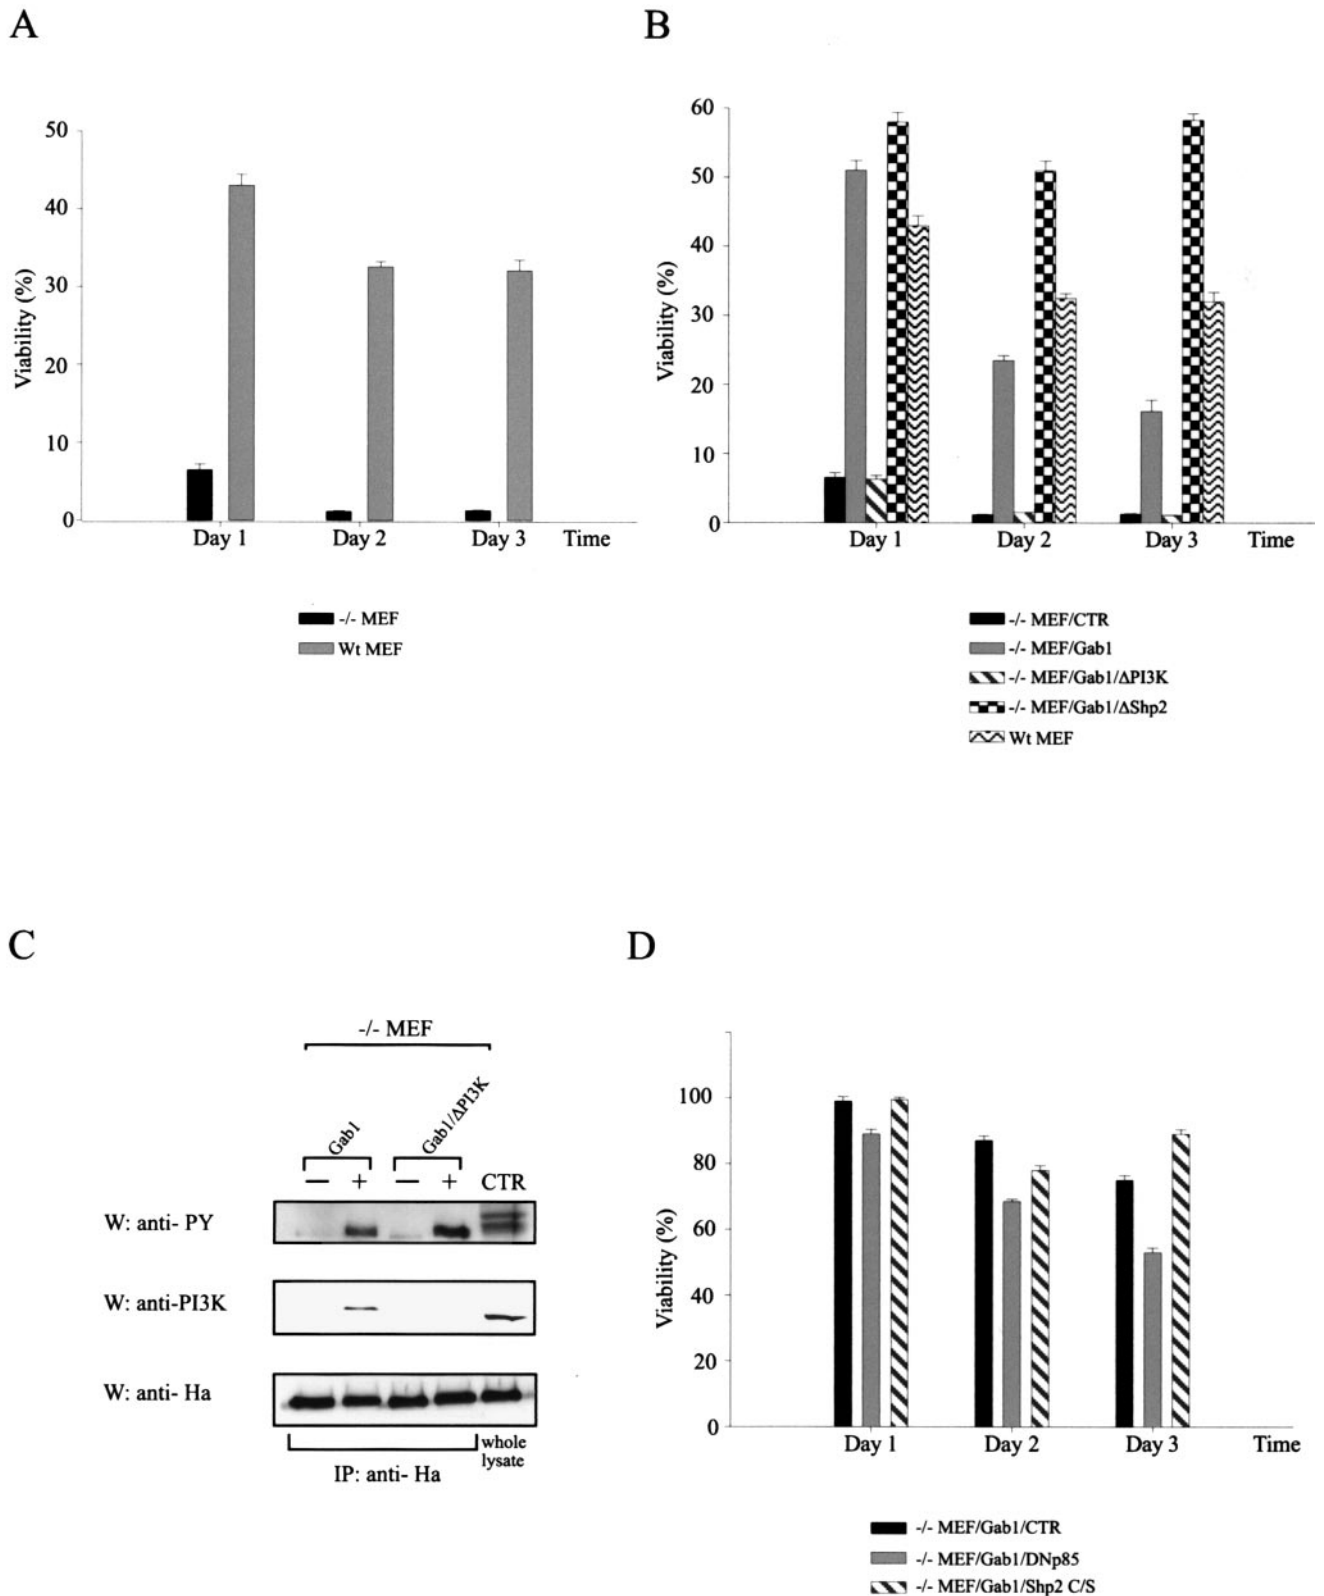 A
50
40
30
20
10
0
Viability (%)
Day 1 Day 2 Day 3 Time
-/- MEF
Wt MEF
B
60
50
40
30
20
10
0
Viability (%)
Day 1 Day 2 Day 3 Time
-/- MEF/CTR
-/- MEF/Gab1
-/- MEF/Gab1/ΔPI3K
-/- MEF/Gab1/ΔShp2
Wt MEF
C
-/- MEF
Gab1 Gab1/ΔPI3K
— + — + CTR
W: anti- PY
W: anti-PI3K
W: anti- Ha
IP: anti- Ha
whole
lysate
D
100
80
60
40
20
0
Viability (%)
Day 1 Day 2 Day 3 Time
-/- MEF/Gab1/CTR
-/- MEF/Gab1/DNp85
-/- MEF/Gab1/Shp2 C/S